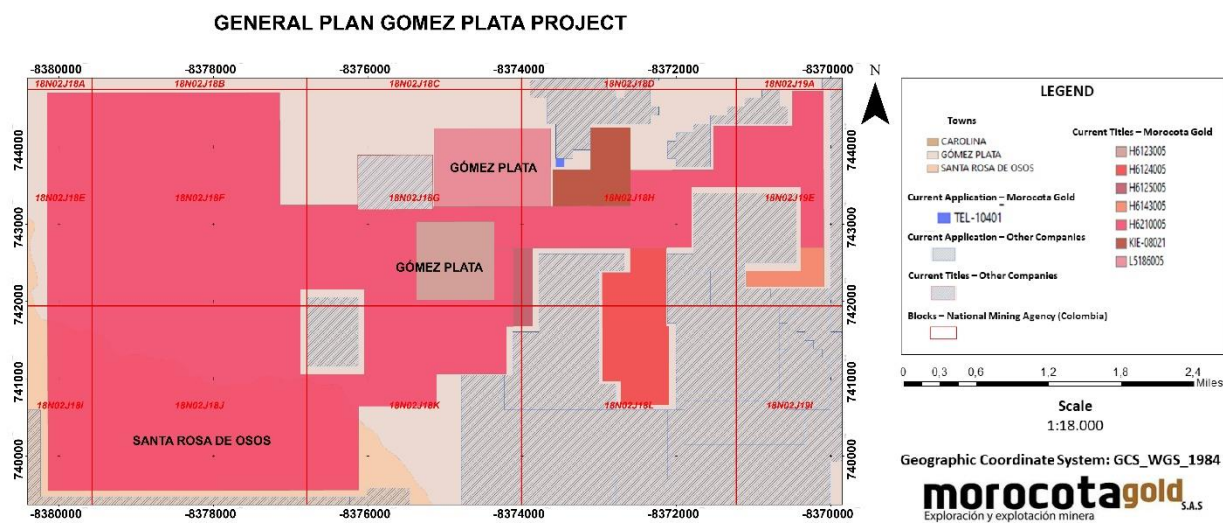 GENERAL PLAN GOMEZ PLATA PROJECT
-8380000 -8378000 -8376000 -8374000 -8372000 -8370000
18N02J18A 18N02J18B 18N02J18C 18N02J18D 18N02J19A
744000 744000
GÓMEZ PLATA
18N02J18E 18N02J18F 18N02J18G 18N02J18H 18N02J19E
743000 743000
GÓMEZ PLATA
742000 742000
741000 741000
18N02J18I 18N02J18J 18N02J18K 18N02J18L 18N02J19I
SANTA ROSA DE OSOS
740000 740000
-8380000 -8378000 -8376000 -8374000 -8372000 -8370000
N
LEGEND
Towns
CAROLINA
GÓMEZ PLATA
SANTA ROSA DE OSOS
Current Application – Morocota Gold
TEL-10401
Current Application – Other Companies
Current Titles – Other Companies
Blocks – National Mining Agency (Colombia)
Current Titles – Morocota Gold
H6123005
H6124005
H6125005
H6143005
H6210005
KIE-08021
L5186005
0 0,3 0,6 1,2 1,8 2,4
Miles
Scale
1:18.000
Geographic Coordinate System: GCS_WGS_1984
morocotagold S.A.S
Exploración y explotación minera